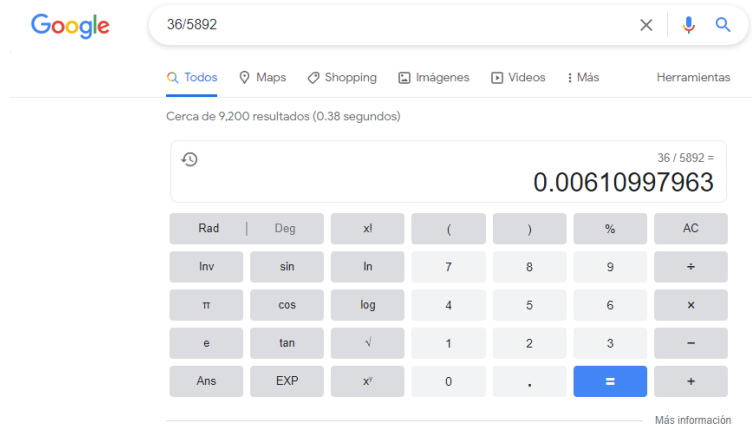 Google 36/5892
Todos Maps Shopping Imágenes Videos Más Herramientas
Cerca de 9,200 resultados (0.38 segundos)
36 / 5892 =
0.00610997963
Rad | Deg x! ( ) % AC
Inv sin ln 7 8 9 ÷
π cos log 4 5 6 ×
e tan √ 1 2 3 −
Ans EXP xʸ 0 . = +
Más información